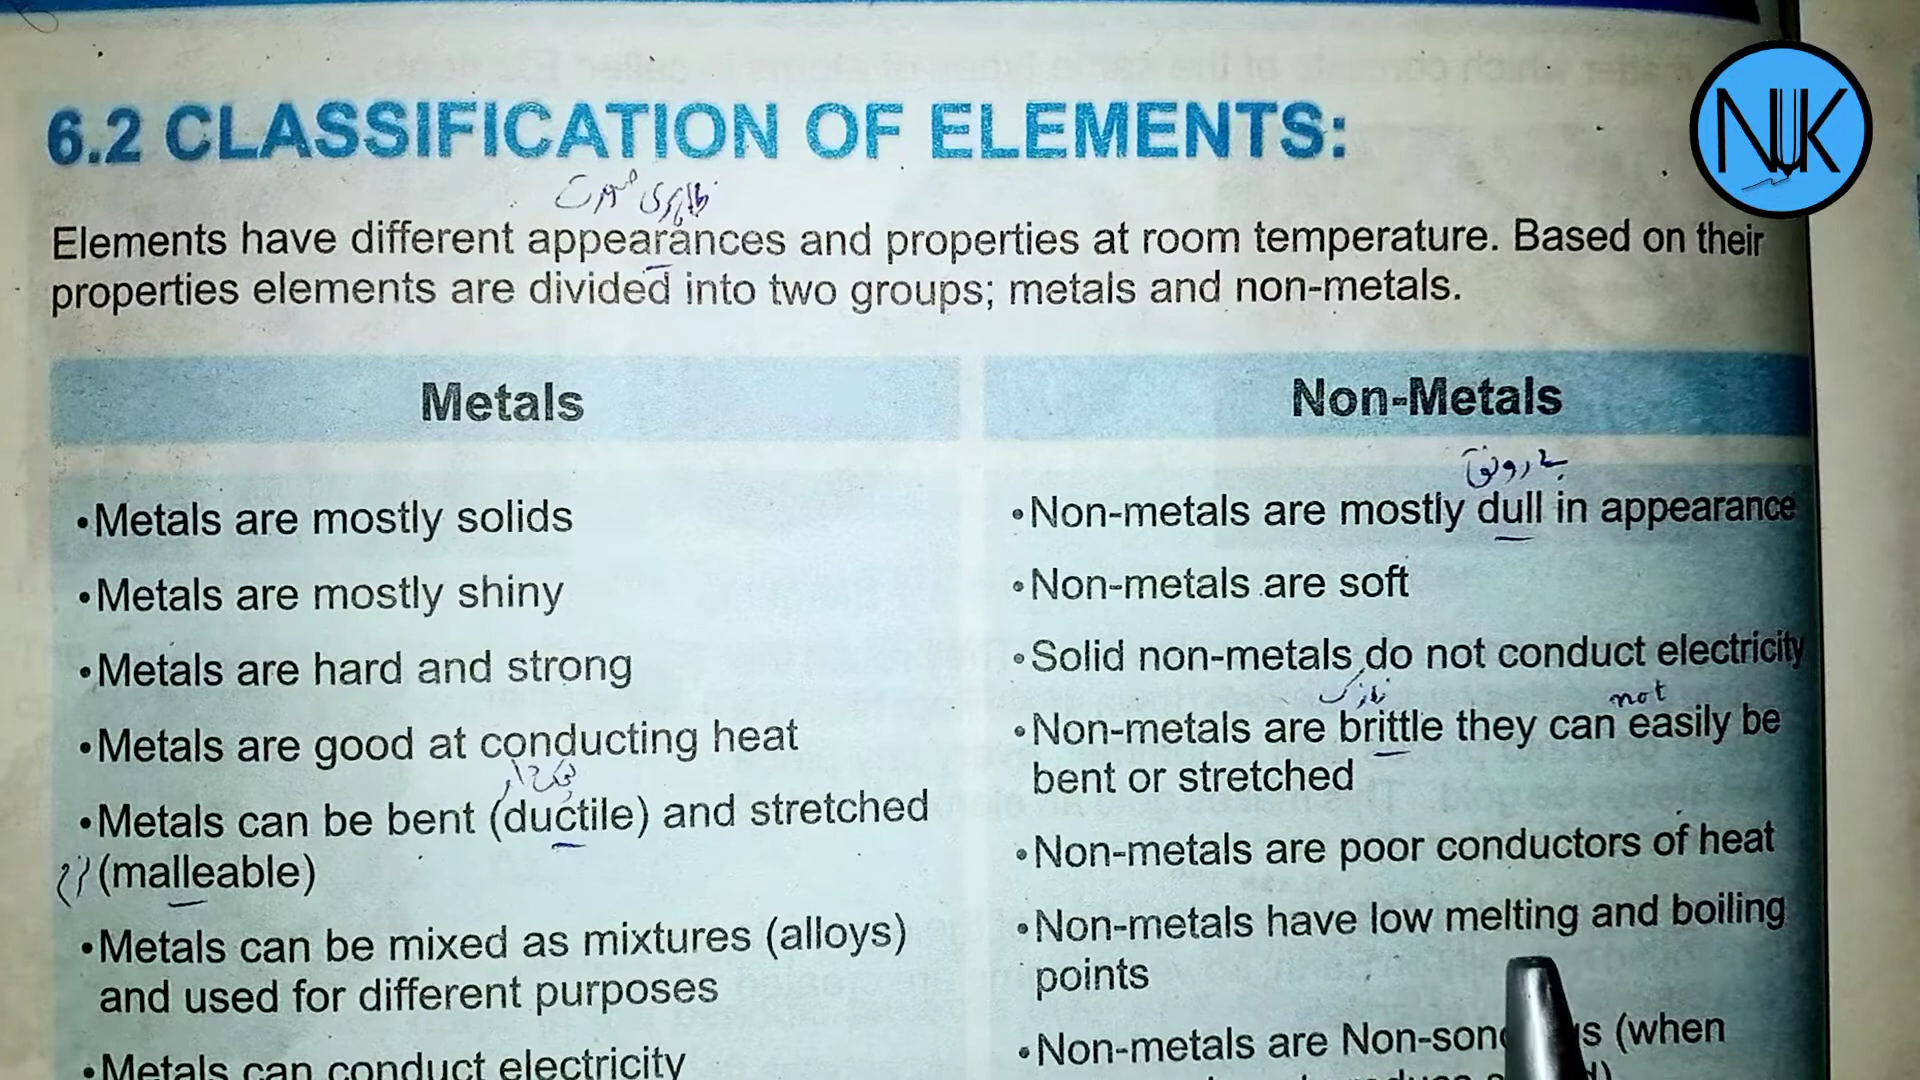 6.2 CLASSIFICATION OF ELEMENTS:
ظاہری صورت
Elements have different appearances and properties at room temperature. Based on their
properties elements are divided into two groups; metals and non-metals.
Metals
•Metals are mostly solids
•Metals are mostly shiny
•Metals are hard and strong
•Metals are good at conducting heat
لچکدار
•Metals can be bent (ductile) and stretched
(malleable)
•Metals can be mixed as mixtures (alloys)
and used for different purposes
•Metals can conduct electricity
Non-Metals
بے رونق
•Non-metals are mostly dull in appearance
•Non-metals are soft
•Solid non-metals do not conduct electricity
نازک not
•Non-metals are brittle they can easily be
bent or stretched
•Non-metals are poor conductors of heat
•Non-metals have low melting and boiling
points
•Non-metals are (when
NUK